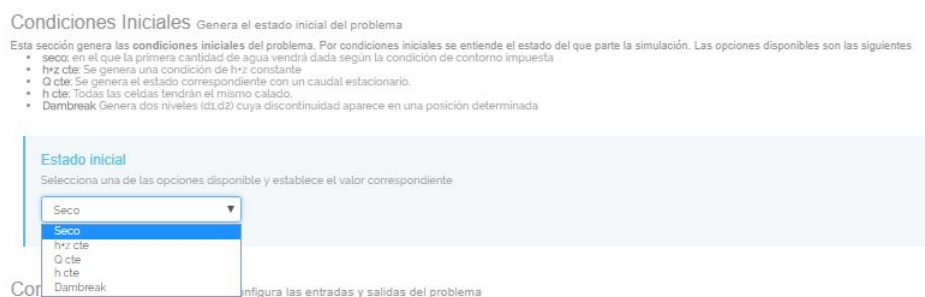 Condiciones Iniciales Genera el estado inicial del problema
Esta sección genera las condiciones iniciales del problema. Por condiciones iniciales se entiende el estado del que parte la simulación. Las opciones disponibles son las siguientes
• seco: en el que la primera cantidad de agua vendrá dada según la condición de contorno impuesta
• h+z cte: Se genera una condición de h+z constante
• Q cte: Se genera el estado correspondiente con un caudal estacionario.
• h cte: Todas las celdas tendrán el mismo calado.
• Dambreak Genera dos niveles (d1,d2) cuya discontinuidad aparece en una posición determinada
Estado inicial
Selecciona una de las opciones disponible y establece el valor correspondiente
Seco
Seco
h+z cte
Q cte
h cte
Dambreak
Con
nfigura las entradas y salidas del problema